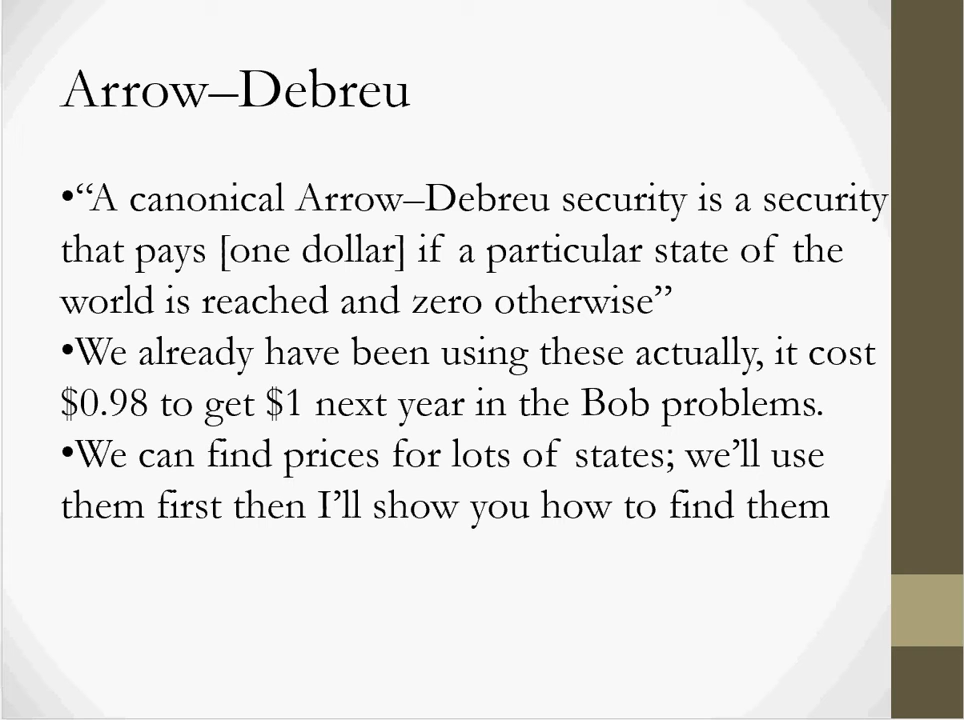 Arrow–Debreu
•“A canonical Arrow–Debreu security is a security
that pays [one dollar] if a particular state of the
world is reached and zero otherwise”
•We already have been using these actually, it cost
$0.98 to get $1 next year in the Bob problems.
•We can find prices for lots of states; we’ll use
them first then I’ll show you how to find them